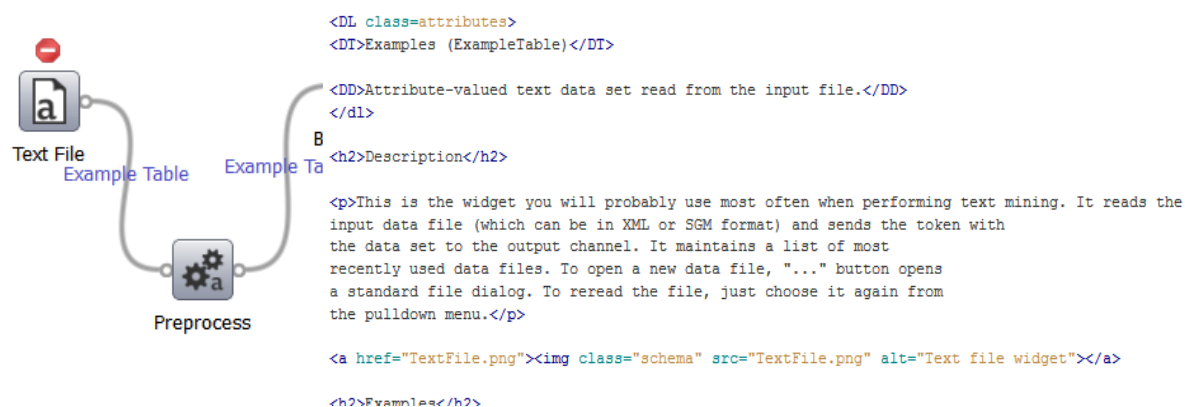 Text File
Example Table
Example Ta
B
Preprocess
a
a
<DL class=attributes>
<DT>Examples (ExampleTable)</DT>
<DD>Attribute-valued text data set read from the input file.</DD>
</dl>
<h2>Description</h2>
<p>This is the widget you will probably use most often when performing text mining. It reads the
input data file (which can be in XML or SGM format) and sends the token with
the data set to the output channel. It maintains a list of most
recently used data files. To open a new data file, "..." button opens
a standard file dialog. To reread the file, just choose it again from
the pulldown menu.</p>
<a href="TextFile.png"><img class="schema" src="TextFile.png" alt="Text file widget"></a>
<h2>Examples</h2>